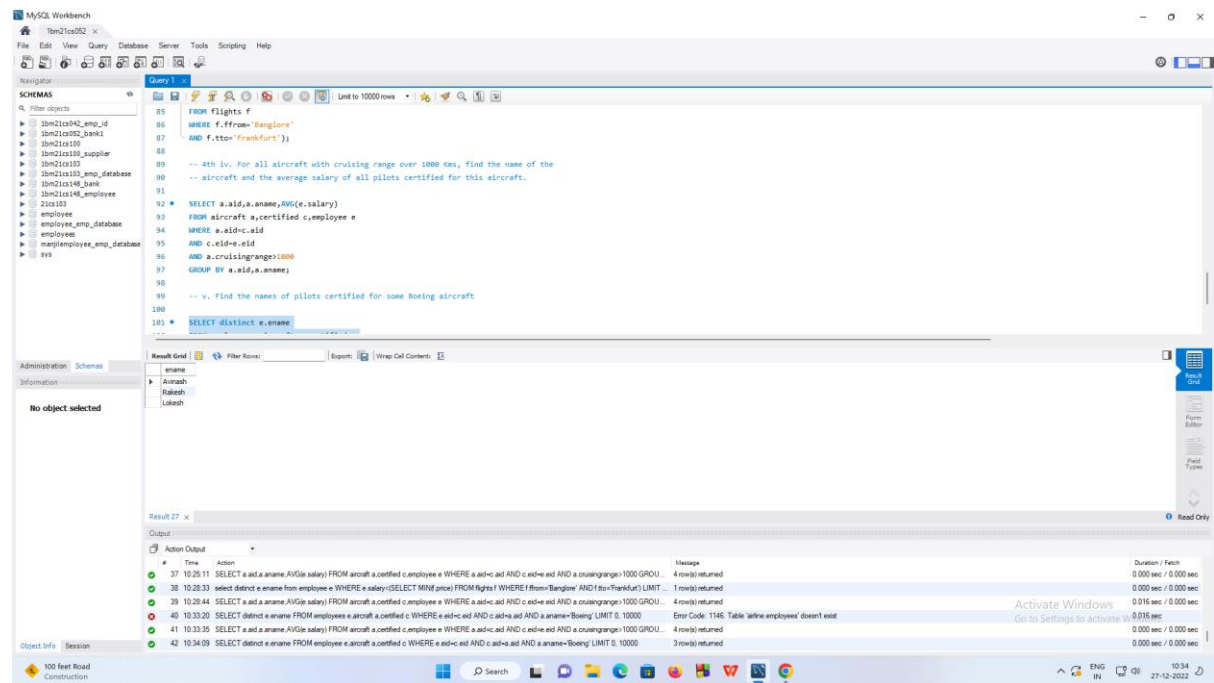 MySQL Workbench
1bm21cs052 ×
File Edit View Query Database Server Tools Scripting Help
Navigator
SCHEMAS
Filter objects
1bm21cs042_emp_id
1bm21cs052_bank1
1bm21cs100
1bm21cs100_supplier
1bm21cs103
1bm21cs103_emp_database
1bm21cs148_bank
1bm21cs148_employee
21cs103
employee
employee_emp_database
employees
manjilemployee_emp_database
sys
Administration Schemas
Information
No object selected
Object Info Session
Query 1 ×
Limit to 10000 rows
85 FROM flights f
86 WHERE f.ffrom='Banglore'
87 AND f.tto='Frankfurt');
88
89 -- 4th iv. For all aircraft with cruising range over 1000 Kms, find the name of the
90 -- aircraft and the average salary of all pilots certified for this aircraft.
91
92 SELECT a.aid,a.aname,AVG(e.salary)
93 FROM aircraft a,certified c,employee e
94 WHERE a.aid=c.aid
95 AND c.eid=e.eid
96 AND a.cruisingrange>1000
97 GROUP BY a.aid,a.aname;
98
99 -- v. Find the names of pilots certified for some Boeing aircraft
100
101 SELECT distinct e.ename
Result Grid Filter Rows: Export: Wrap Cell Content:
ename
Avinash
Rakesh
Lokesh
Result Grid
Form Editor
Field Types
Result 27 ×
Read Only
Output
Action Output
# Time Action Message Duration / Fetch
37 10:25:11 SELECT a.aid,a.aname,AVG(e.salary) FROM aircraft a,certified c,employee e WHERE a.aid=c.aid AND c.eid=e.eid AND a.cruisingrange>1000 GROU... 4 row(s) returned 0.000 sec / 0.000 sec
38 10:28:33 select distinct e.ename from employee e WHERE e.salary<(SELECT MIN(f.price) FROM flights f WHERE f.ffrom='Banglore' AND f.tto='Frankfurt') LIMIT ... 1 row(s) returned 0.000 sec / 0.000 sec
39 10:28:44 SELECT a.aid,a.aname,AVG(e.salary) FROM aircraft a,certified c,employee e WHERE a.aid=c.aid AND c.eid=e.eid AND a.cruisingrange>1000 GROU... 4 row(s) returned 0.016 sec / 0.000 sec
40 10:33:20 SELECT distinct e.ename FROM employees e,aircraft a,certified c WHERE e.eid=c.eid AND c.aid=a.aid AND a.aname='Boeing' LIMIT 0, 10000 Error Code: 1146. Table 'airline.employees' doesn't exist 0.016 sec
41 10:33:35 SELECT a.aid,a.aname,AVG(e.salary) FROM aircraft a,certified c,employee e WHERE a.aid=c.aid AND c.eid=e.eid AND a.cruisingrange>1000 GROU... 4 row(s) returned 0.000 sec / 0.000 sec
42 10:34:09 SELECT distinct e.ename FROM employee e,aircraft a,certified c WHERE e.eid=c.eid AND c.aid=a.aid AND a.aname='Boeing' LIMIT 0, 10000 3 row(s) returned 0.000 sec / 0.000 sec
Activate Windows
Go to Settings to activate
100 feet Road
Construction
Search
ENG
IN
10:34
27-12-2022